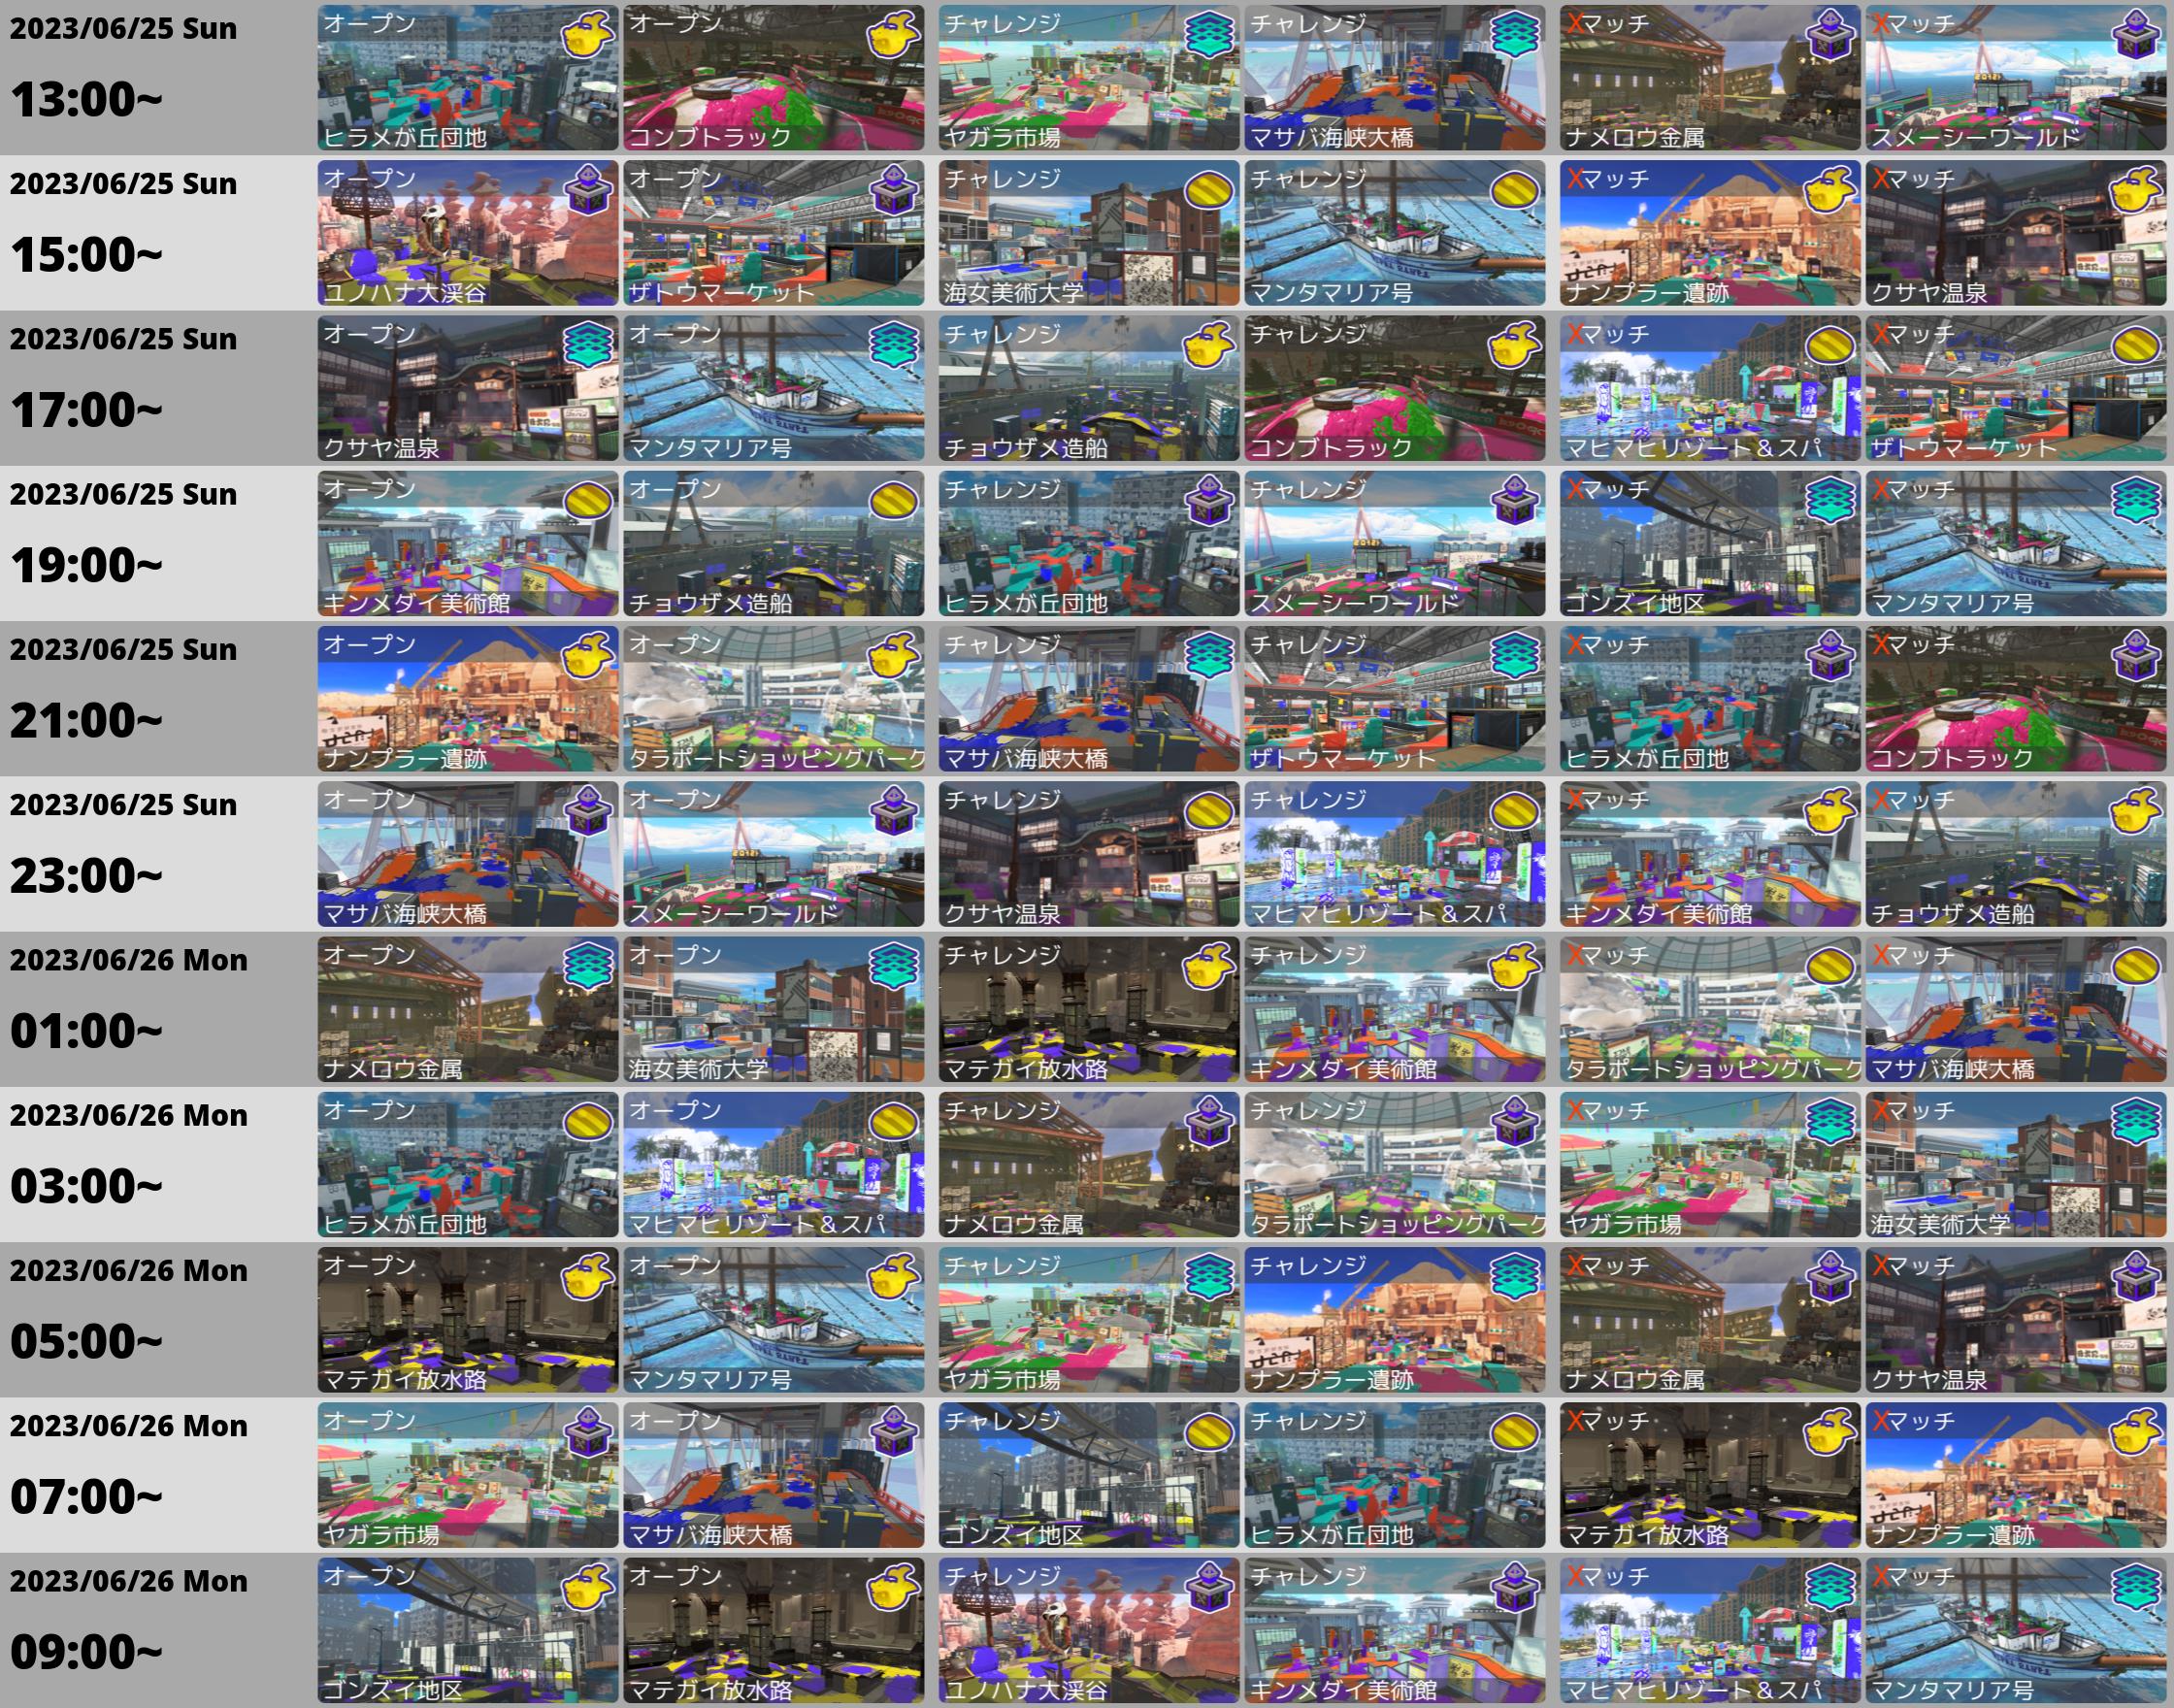 2023/06/25 Sun
13:00~
オープン オープン チャレンジ チャレンジ Xマッチ Xマッチ
ヒラメが丘団地 コンブトラック ヤガラ市場 マサバ海峡大橋 ナメロウ金属 スメーシーワールド
2023/06/25 Sun
15:00~
オープン オープン チャレンジ チャレンジ Xマッチ Xマッチ
ユノハナ大渓谷 ザトウマーケット 海女美術大学 マンタマリア号 ナンプラー遺跡 クサヤ温泉
2023/06/25 Sun
17:00~
オープン オープン チャレンジ チャレンジ Xマッチ Xマッチ
クサヤ温泉 マンタマリア号 チョウザメ造船 コンブトラック マヒマヒリゾート&スパ ザトウマーケット
2023/06/25 Sun
19:00~
オープン オープン チャレンジ チャレンジ Xマッチ Xマッチ
キンメダイ美術館 チョウザメ造船 ヒラメが丘団地 スメーシーワールド ゴンズイ地区 マンタマリア号
2023/06/25 Sun
21:00~
オープン オープン チャレンジ チャレンジ Xマッチ Xマッチ
ナンプラー遺跡 タラポートショッピングパーク マサバ海峡大橋 ザトウマーケット ヒラメが丘団地 コンブトラック
2023/06/25 Sun
23:00~
オープン オープン チャレンジ チャレンジ Xマッチ Xマッチ
マサバ海峡大橋 スメーシーワールド クサヤ温泉 マヒマヒリゾート&スパ キンメダイ美術館 チョウザメ造船
2023/06/26 Mon
01:00~
オープン オープン チャレンジ チャレンジ Xマッチ Xマッチ
ナメロウ金属 海女美術大学 マテガイ放水路 キンメダイ美術館 タラポートショッピングパーク マサバ海峡大橋
2023/06/26 Mon
03:00~
オープン オープン チャレンジ チャレンジ Xマッチ Xマッチ
ヒラメが丘団地 マヒマヒリゾート&スパ ナメロウ金属 タラポートショッピングパーク ヤガラ市場 海女美術大学
2023/06/26 Mon
05:00~
オープン オープン チャレンジ チャレンジ Xマッチ Xマッチ
マテガイ放水路 マンタマリア号 ヤガラ市場 ナンプラー遺跡 ナメロウ金属 クサヤ温泉
2023/06/26 Mon
07:00~
オープン オープン チャレンジ チャレンジ Xマッチ Xマッチ
ヤガラ市場 マサバ海峡大橋 ゴンズイ地区 ヒラメが丘団地 マテガイ放水路 ナンプラー遺跡
2023/06/26 Mon
09:00~
オープン オープン チャレンジ チャレンジ Xマッチ Xマッチ
ゴンズイ地区 マテガイ放水路 ユノハナ大渓谷 キンメダイ美術館 マヒマヒリゾート&スパ マンタマリア号